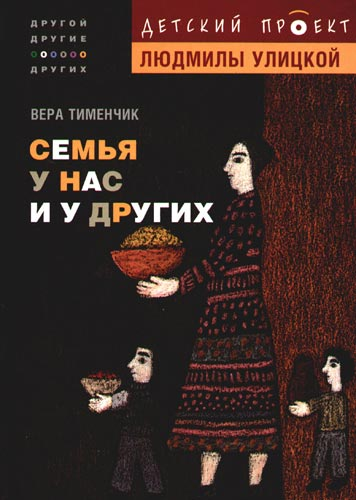 ДРУГОЙ
ДРУГИЕ
О ДРУГИХ
ДЕТСКИЙ ПРОЕКТ
ЛЮДМИЛЫ УЛИЦКОЙ
ВЕРА ТИМЕНЧИК
СЕМЬЯ
У НАС
И У ДРУГИХ